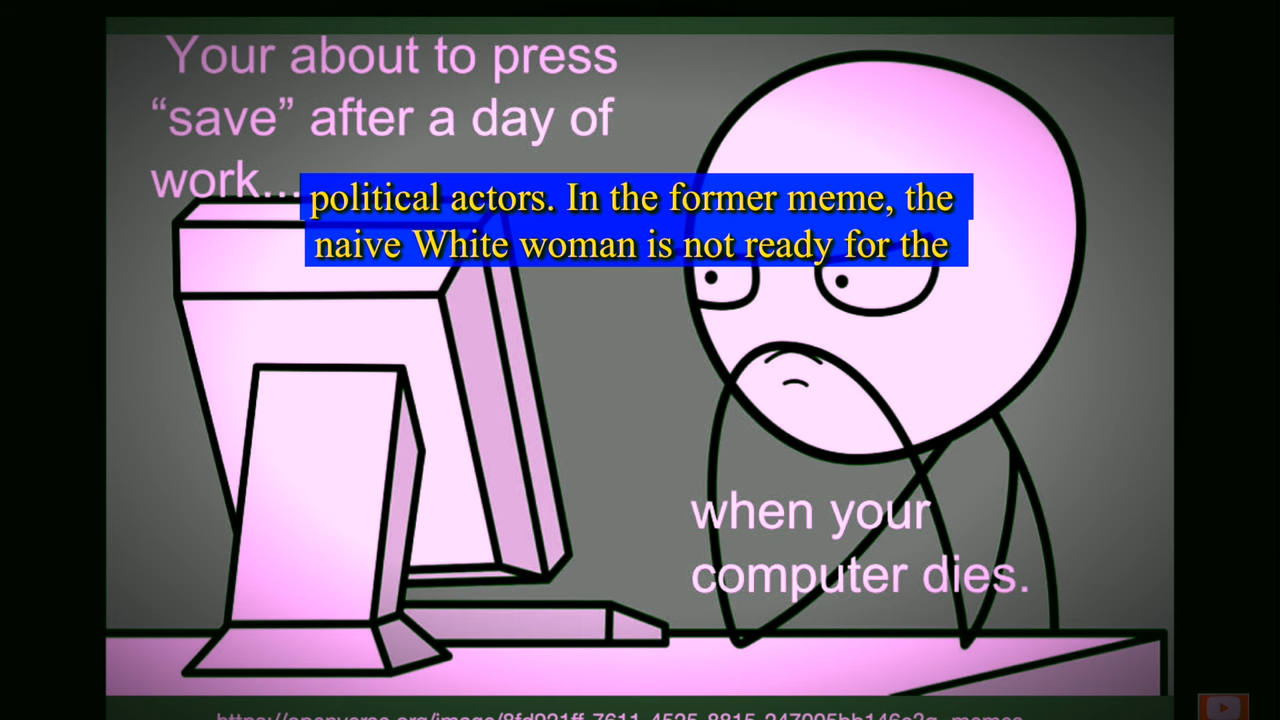 Your about to press
“save” after a day of
work...
political actors. In the former meme, the
naive White woman is not ready for the
when your
computer dies.